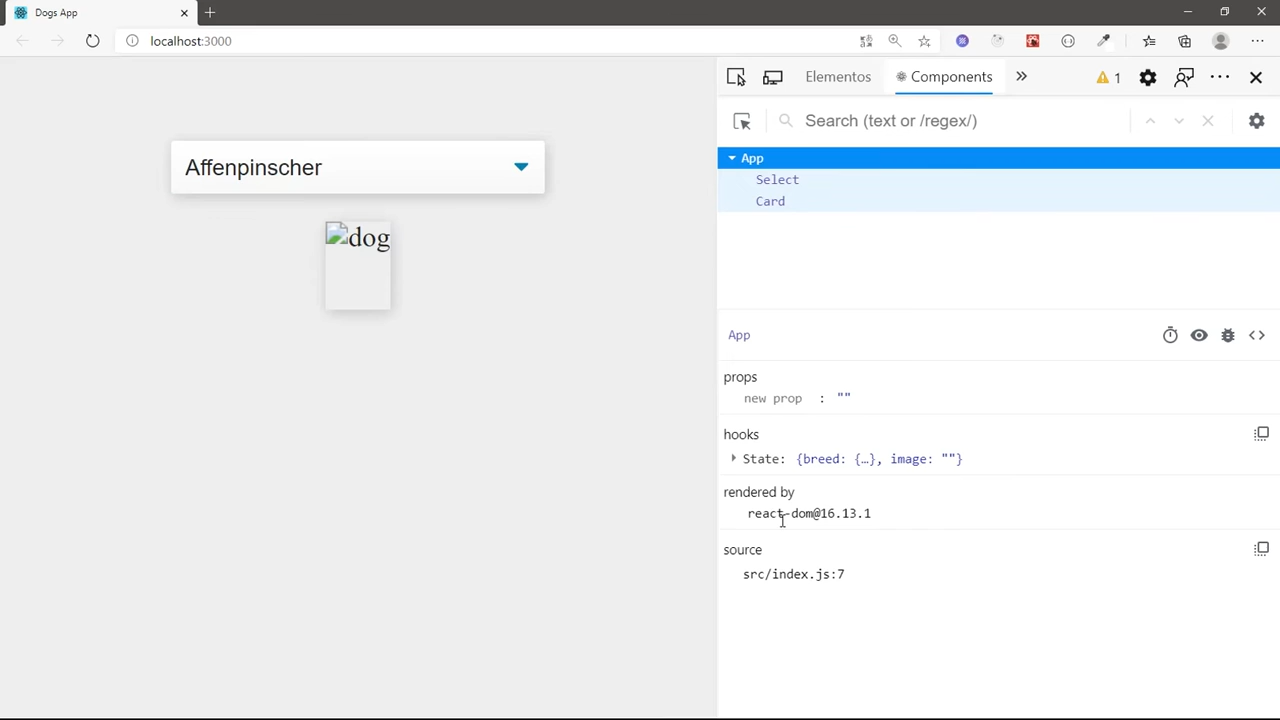 Dogs App
localhost:3000
Elementos
Components
1
Search (text or /regex/)
App
Select
Card
Affenpinscher
dog
App
props
new prop : ""
hooks
State: {breed: {…}, image: ""}
rendered by
react-dom@16.13.1
source
src/index.js:7